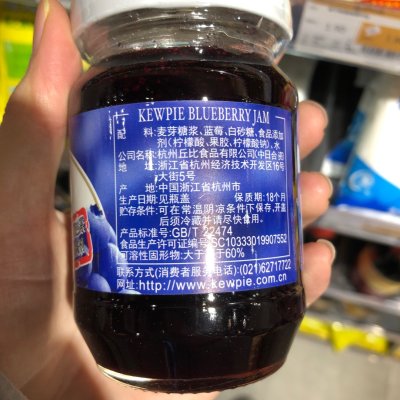 KEWPIE BLUEBERRY JAM
配 料:麦芽糖浆、蓝莓、白砂糖、食品添加
剂(柠檬酸、果胶、柠檬酸钠)、水
公司名称:杭州丘比食品有限公司(中日合资)
地 址:浙江省杭州经济技术开发区16号
大街5号
产 地:中国浙江省杭州市
生产日期:见瓶盖 保质期:18个月
贮存条件:可在常温阴凉条件下保存,开盖
后须冷藏并请尽快食用。
产品标准号:GB/T 22474
食品生产许可证编号:SC10333019907552
可溶性固形物:大于等于60%
联系方式(消费者服务电话):(021)62717722
网址:http://www.kewpie.com.cn